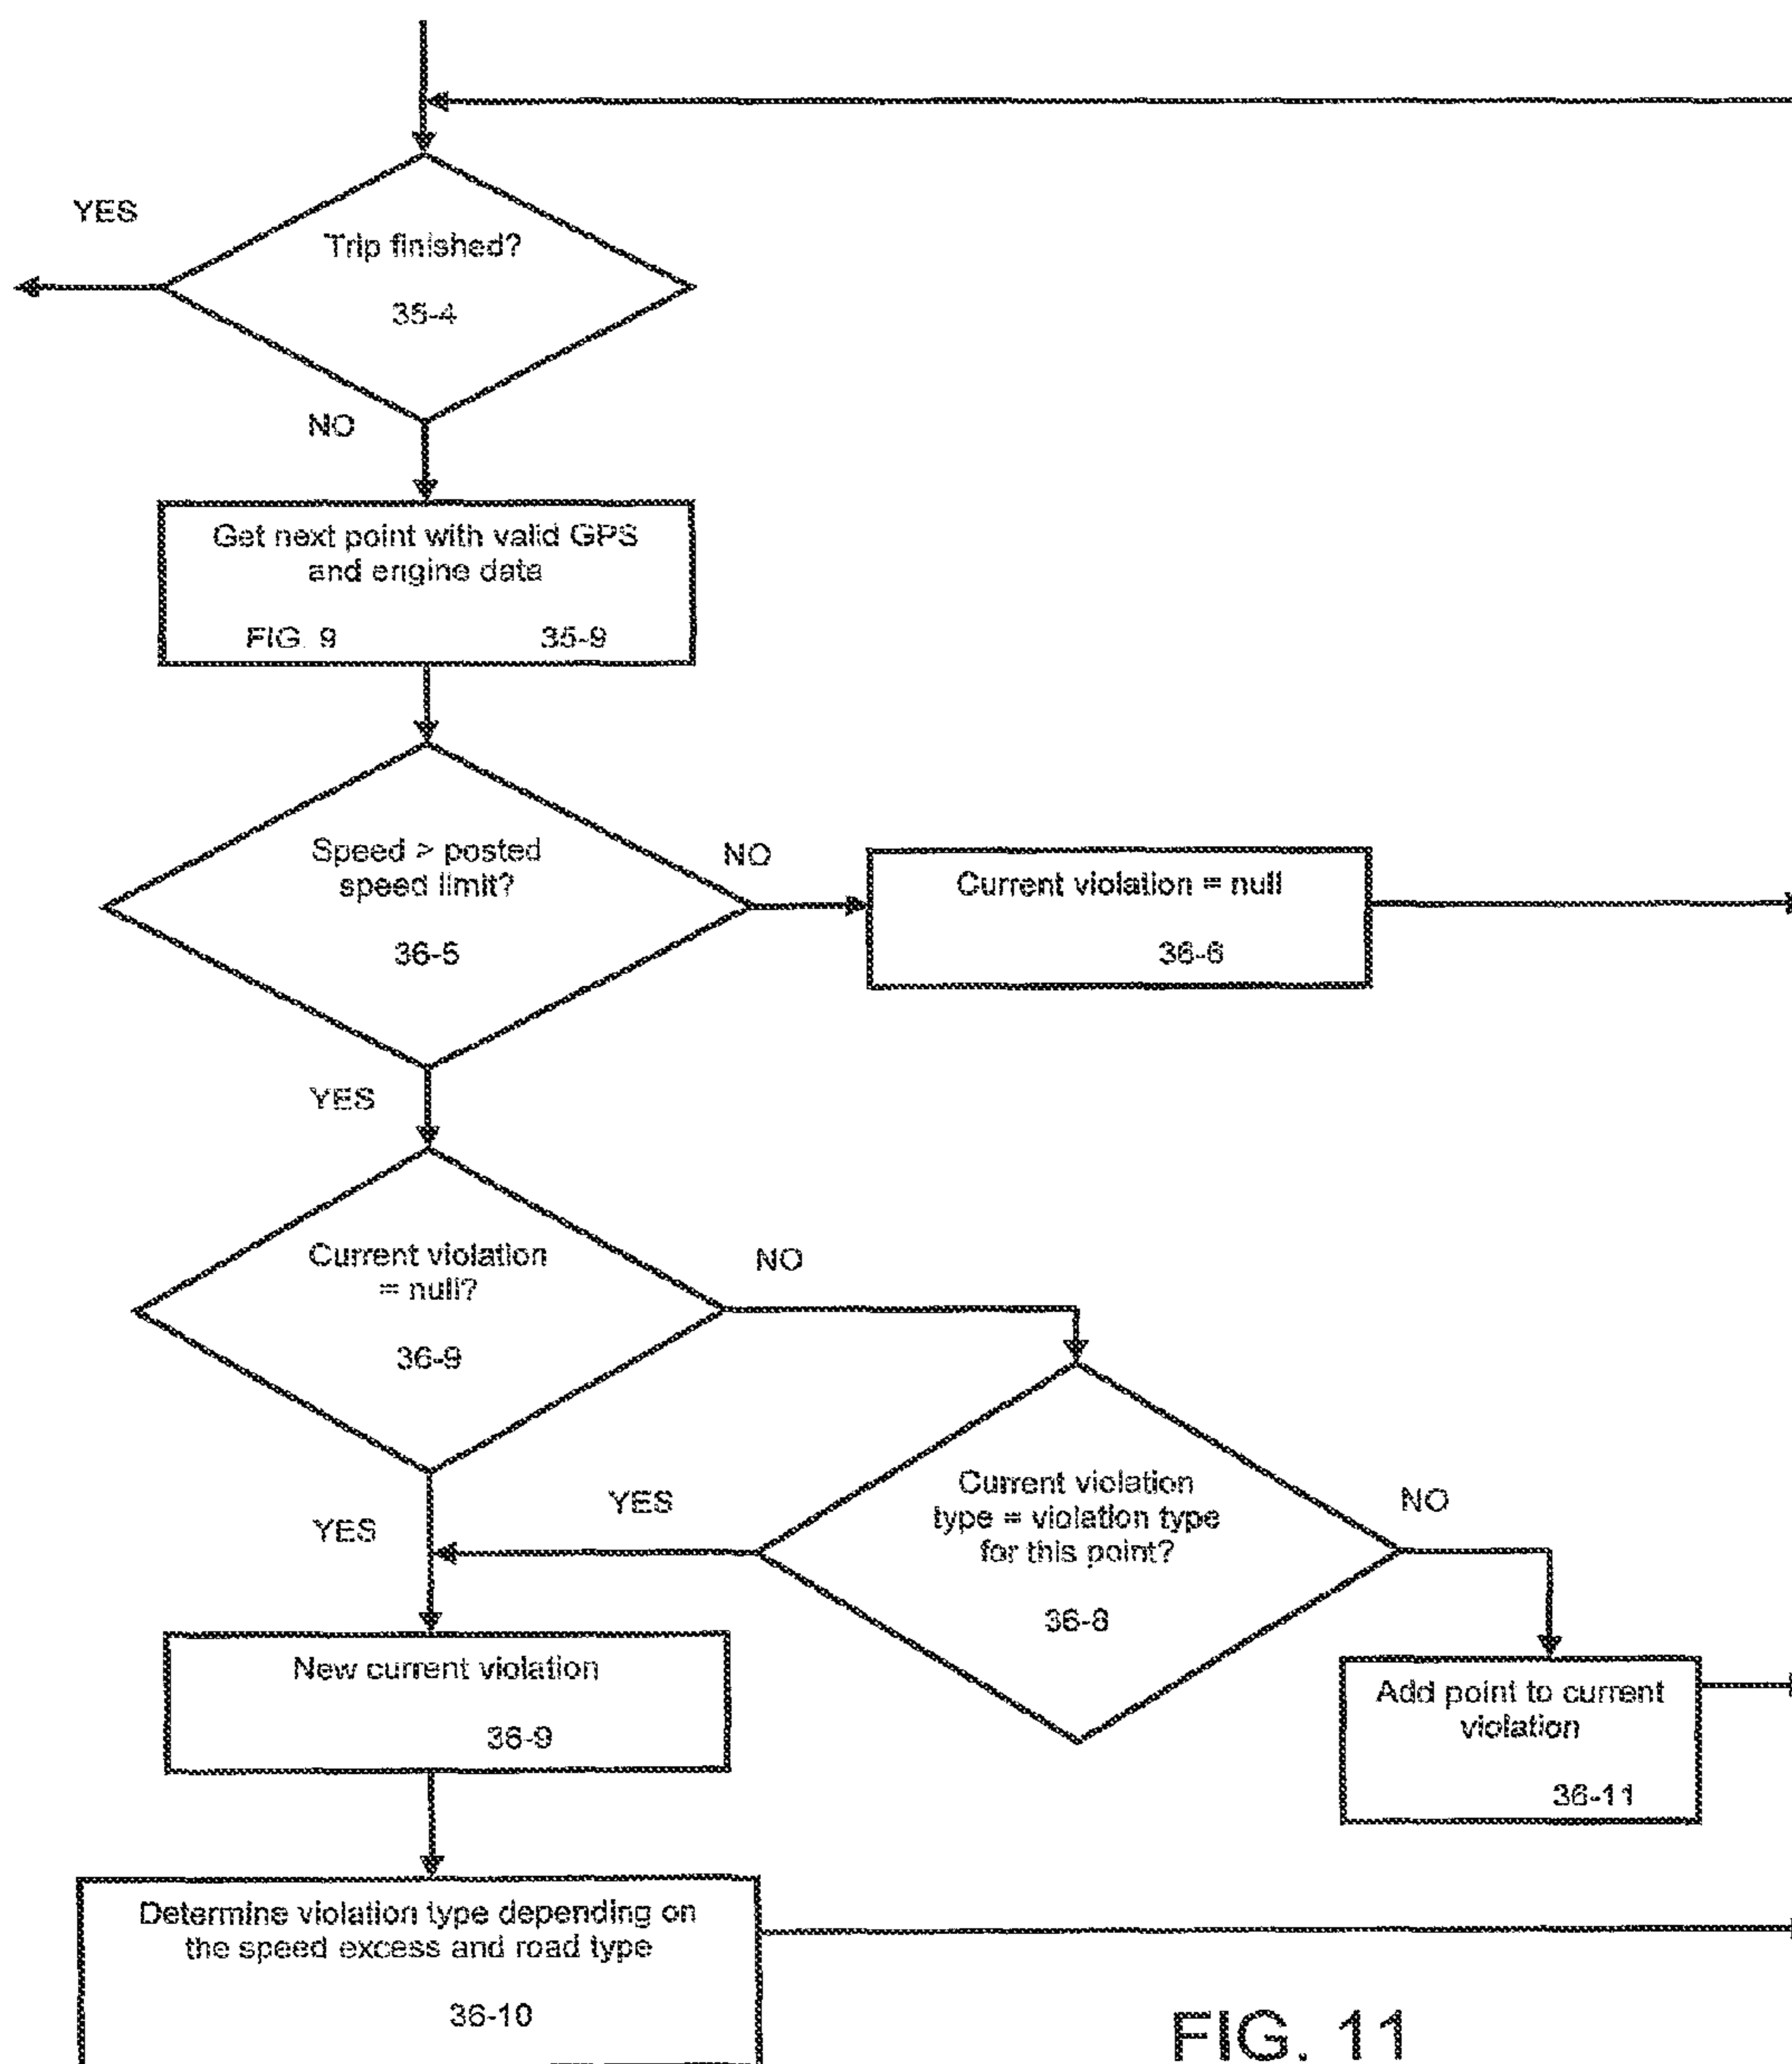 YES
Trip finished?
35-4
NO
Get next point with valid GPS
and engine data
FIG. 9 35-9
Speed > posted
speed limit?
36-5
NO
Current violation = null
36-6
YES
Current violation
= null?
36-9
NO
YES
YES
Current violation
type = violation type
for this point?
36-8
NO
New current violation
36-9
Add point to current
violation
36-11
Determine violation type depending on
the speed excess and road type
36-10
FIG. 11